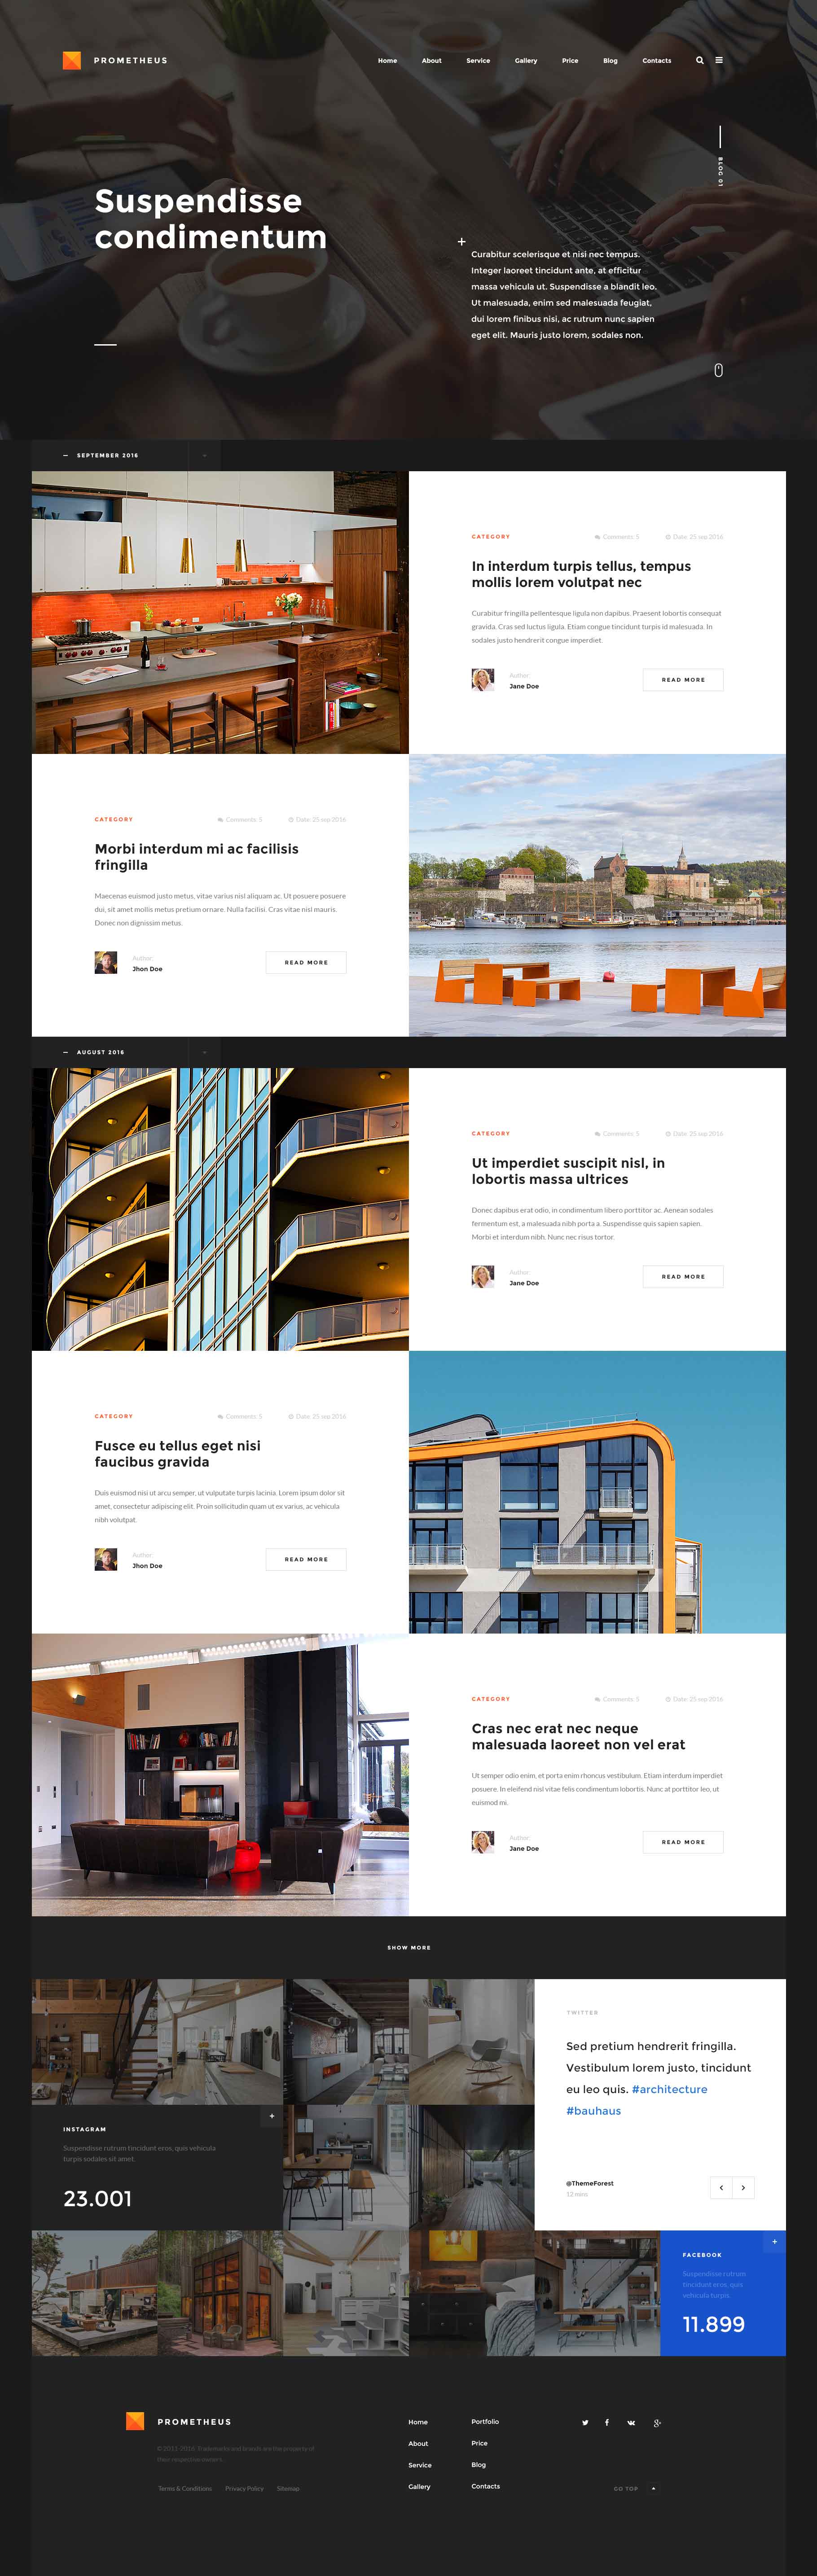 PROMETHEUS
Home About Service Gallery Price Blog Contacts
BLOG 01
Suspendisse
condimentum
Curabitur scelerisque et nisi nec tempus.
Integer laoreet tincidunt ante, at efficitur
massa vehicula ut. Suspendisse a blandit leo.
Ut malesuada, enim sed malesuada feugiat,
dui lorem finibus nisi, ac rutrum nunc sapien
eget elit. Mauris justo lorem, sodales non.
SEPTEMBER 2016
CATEGORY Comments: 5 Date: 25 sep.2016
In interdum turpis tellus, tempus
mollis lorem volutpat nec
Curabitur fringilla pellentesque ligula non dapibus. Praesent lobortis consequat
gravida. Cras sed luctus ligula. Etiam congue tincidunt turpis id malesuada. In
sodales justo hendrerit congue imperdiet.
Author:
Jane Doe
READ MORE
CATEGORY Comments: 5 Date: 25 sep.2016
Morbi interdum mi ac facilisis
fringilla
Maecenas euismod justo metus, vitae varius nisl aliquam ac. Ut posuere posuere
dui, sit amet mollis metus pretium ornare. Nulla facilisi. Cras vitae nisl mauris.
Donec non dignissim metus.
Author:
Jhon Doe
READ MORE
AUGUST 2016
CATEGORY Comments: 5 Date: 25 sep.2016
Ut imperdiet suscipit nisl, in
lobortis massa ultrices
Donec dapibus erat odio, in condimentum libero porttitor ac. Aenean sodales
fermentum est, a malesuada nibh porta a. Suspendisse quis sapien sapien.
Morbi et interdum nibh. Nunc nec risus tortor.
Author:
Jane Doe
READ MORE
CATEGORY Comments: 5 Date: 25 sep.2016
Fusce eu tellus eget nisi
faucibus gravida
Duis euismod nisi ut arcu semper, ut vulputate turpis lacinia. Lorem ipsum dolor sit
amet, consectetur adipiscing elit. Proin sollicitudin quam ut ex varius, ac vehicula
nibh volutpat.
Author:
Jhon Doe
READ MORE
CATEGORY Comments: 5 Date: 25 sep.2016
Cras nec erat nec neque
malesuada laoreet non vel erat
Ut semper odio enim, et porta enim rhoncus vestibulum. Etiam interdum imperdiet
posuere. In eleifend nisl vitae felis condimentum lobortis. Nunc at porttitor leo, ut
euismod mi.
Author:
Jane Doe
READ MORE
SHOW MORE
TWITTER
Sed pretium hendrerit fringilla.
Vestibulum lorem justo, tincidunt
eu leo quis. #architecture
#bauhaus
@ThemeForest
12 mins
INSTAGRAM
Suspendisse rutrum tincidunt eros, quis vehicula
turpis sodales sit amet.
23.001
FACEBOOK
Suspendisse rutrum
tincidunt eros, quis
vehicula turpis.
11.899
PROMETHEUS
© 2011-2016. Trademarks and brands are the property of
their respective owners.
Terms & Conditions Privacy Policy Sitemap
Home
About
Service
Gallery
Portfolio
Price
Blog
Contacts
GO TOP